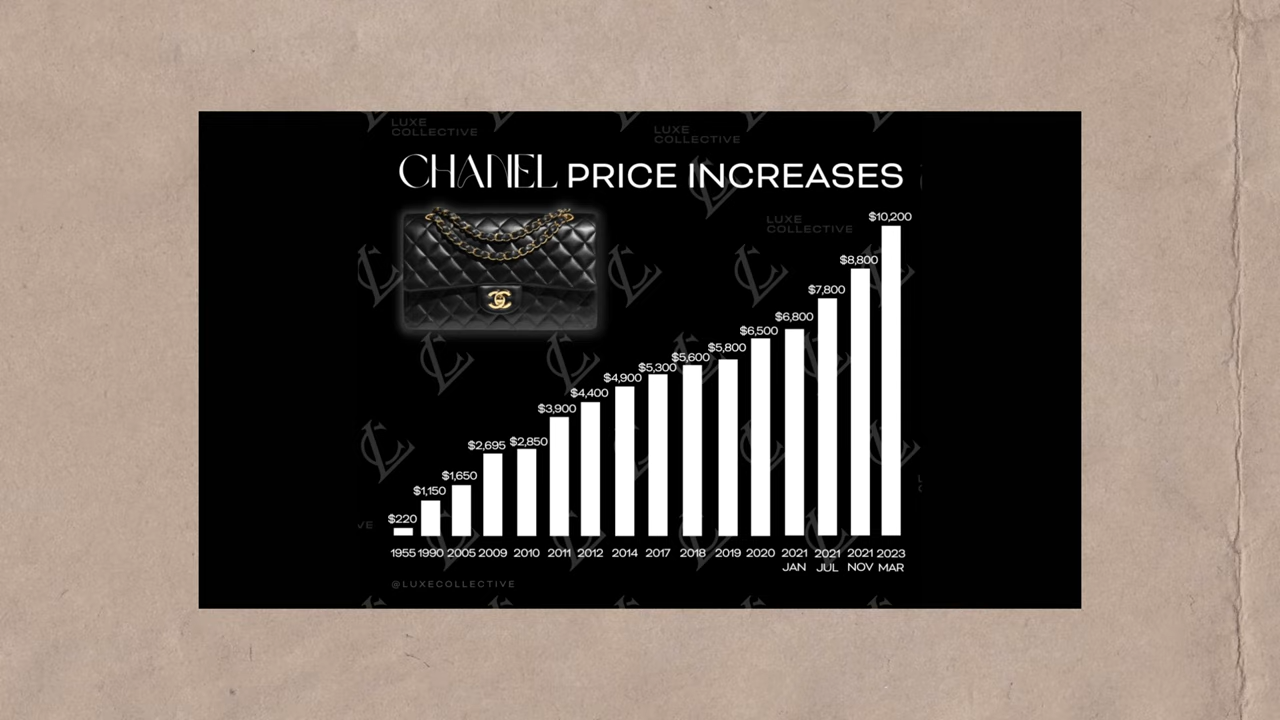 LUXE
COLLECTIVE
LUXE
COLLECTIVE
CHANEL PRICE INCREASES
LUXE
COLLECTIVE
$10,200
$8,800
$7,800
$6,800
$6,500
$5,800
$5,600
$5,300
$4,900
$4,400
$3,900
$2,850
$2,695
$1,650
$1,150
$220
1955 1990 2005 2009 2010 2011 2012 2014 2017 2018 2019 2020 2021 2021 2021 2023
JAN JUL NOV MAR
@LUXECOLLECTIVE